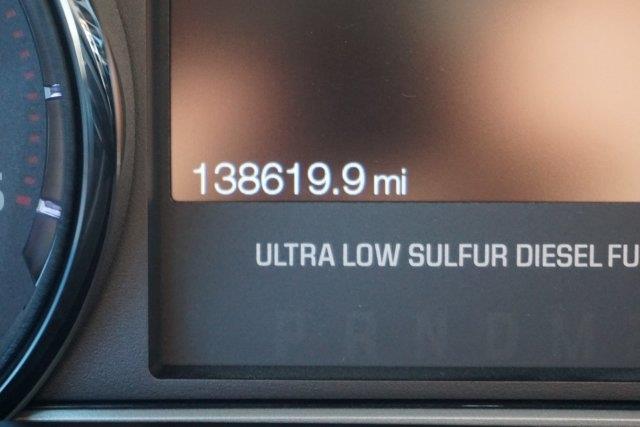 138619.9 mi
ULTRA LOW SULFUR DIESEL FU
P R N D M